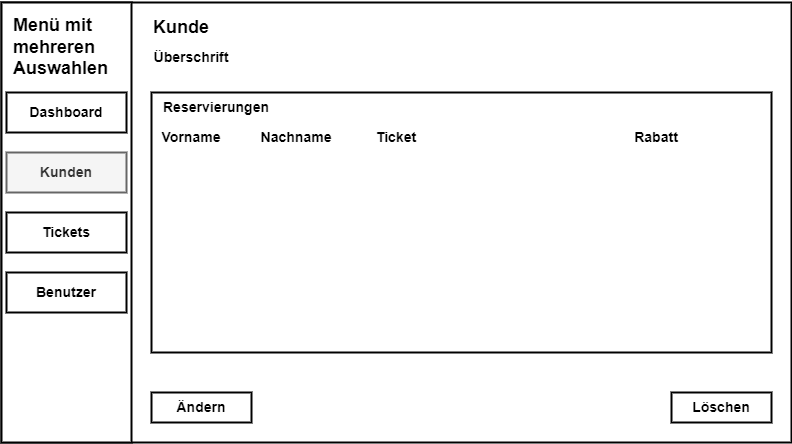 Menü mit
mehreren
Auswahlen
Dashboard
Kunden
Tickets
Benutzer
Kunde
Überschrift
Reservierungen
Vorname Nachname Ticket Rabatt
Ändern Löschen